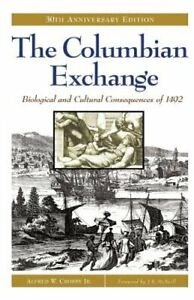 30TH ANNIVERSARY EDITION
The Columbian
Exchange
Biological and Cultural Consequences of 1492
ALFRED W. CROSBY JR. Foreword by J.R. McNeill